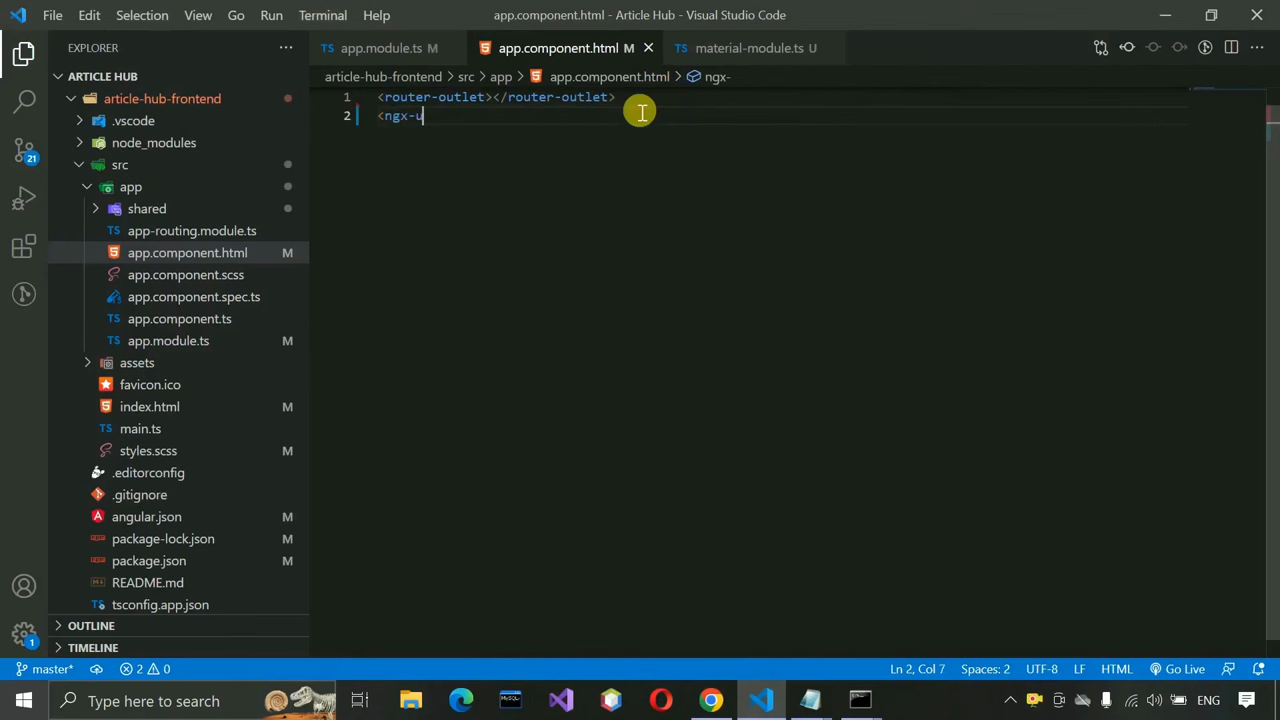 File Edit Selection View Go Run Terminal Help
app.component.html - Article Hub - Visual Studio Code
EXPLORER
ARTICLE HUB
article-hub-frontend
.vscode
node_modules
src
app
shared
app-routing.module.ts
app.component.html M
app.component.scss
app.component.spec.ts
app.component.ts
app.module.ts M
assets
favicon.ico
index.html M
main.ts
styles.scss M
.editorconfig
.gitignore
angular.json M
package-lock.json M
package.json M
README.md
tsconfig.app.json
OUTLINE
TIMELINE
21
1
TS app.module.ts M
app.component.html M
TS material-module.ts U
article-hub-frontend > src > app > app.component.html > ngx-
1 <router-outlet></router-outlet>
2 <ngx-u
master* 2 0 Ln 2, Col 7 Spaces: 2 UTF-8 LF HTML Go Live
Type here to search
MySQL
ENG